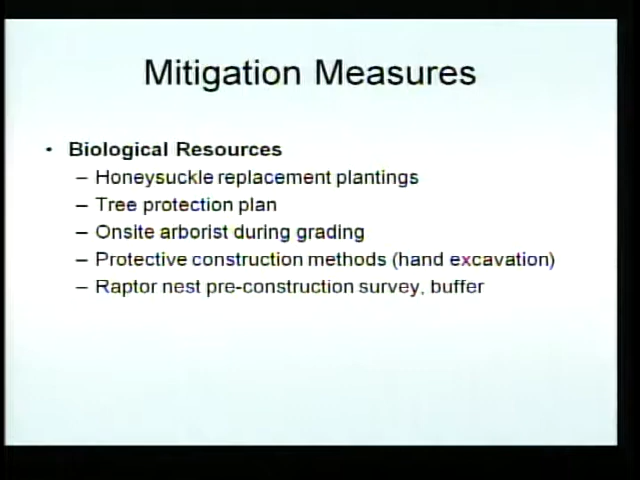 Mitigation Measures
• Biological Resources
– Honeysuckle replacement plantings
– Tree protection plan
– Onsite arborist during grading
– Protective construction methods (hand excavation)
– Raptor nest pre-construction survey, buffer